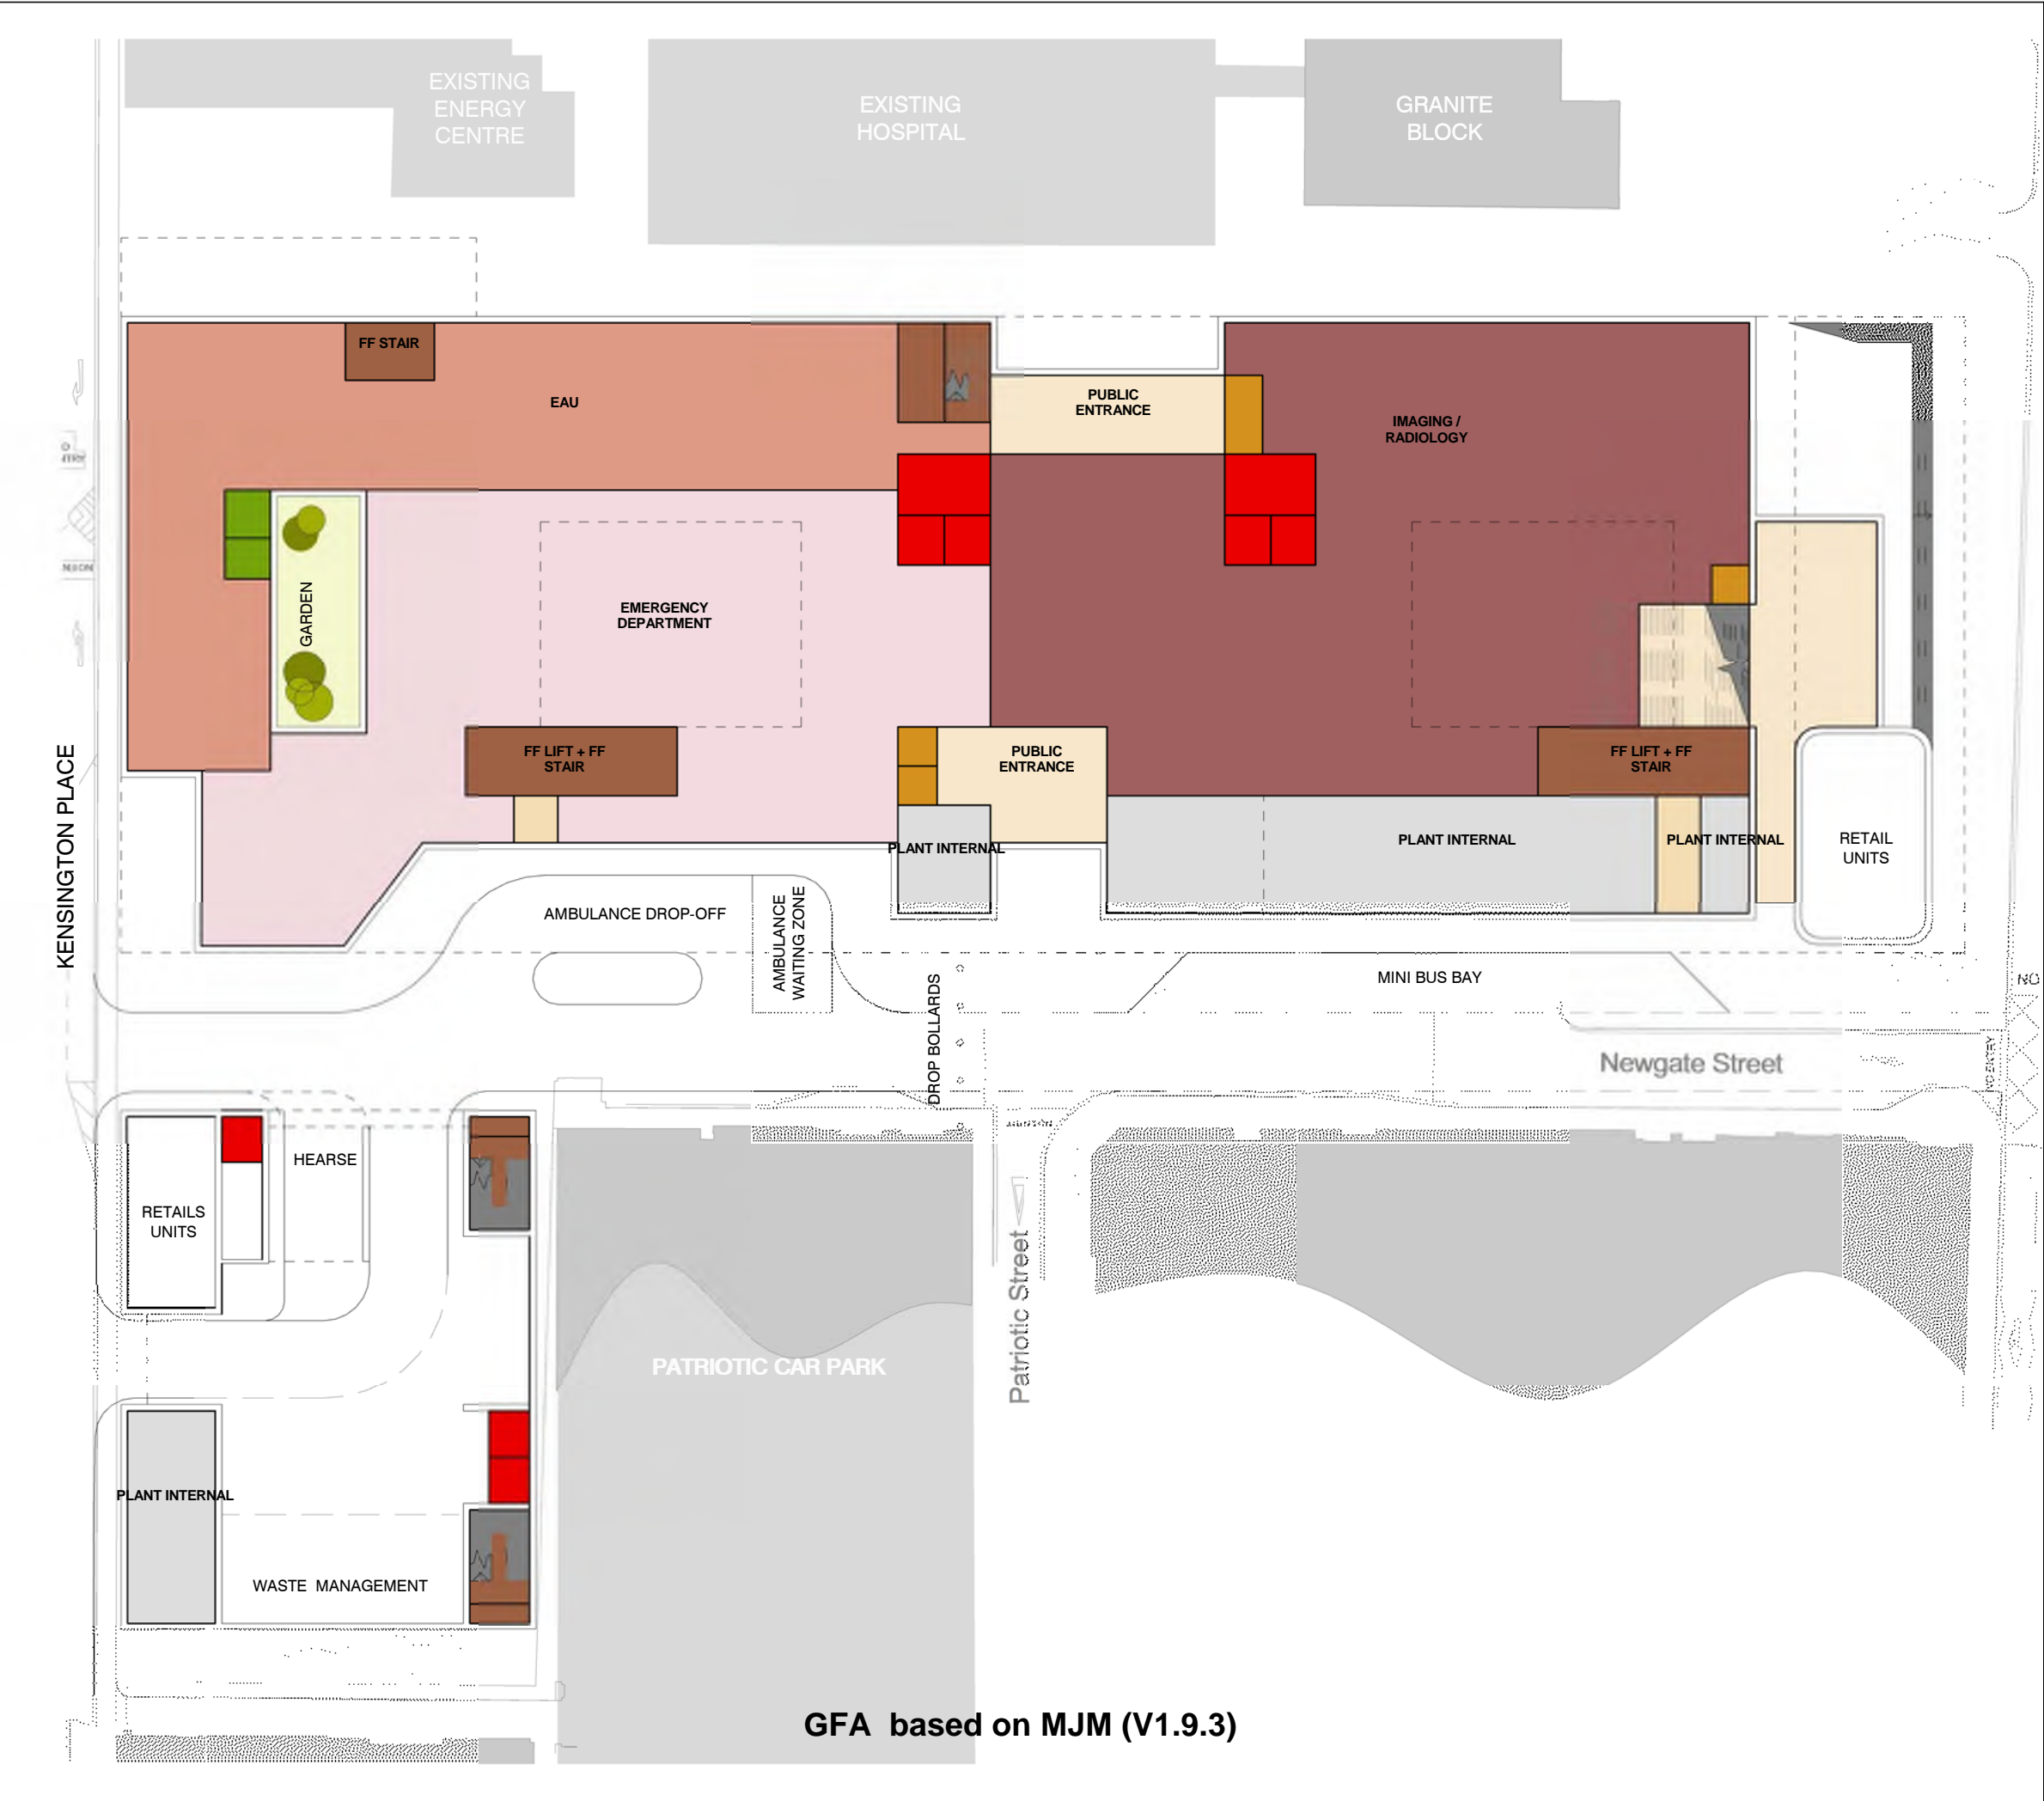 EXISTING
ENERGY
CENTRE
EXISTING
HOSPITAL
GRANITE
BLOCK
FF STAIR
EAU
PUBLIC
ENTRANCE
IMAGING /
RADIOLOGY
GARDEN
EMERGENCY
DEPARTMENT
KENSINGTON PLACE
FF LIFT + FF
STAIR
PUBLIC
ENTRANCE
FF LIFT + FF
STAIR
PLANT INTERNAL
PLANT INTERNAL
PLANT INTERNAL
RETAIL
UNITS
AMBULANCE DROP-OFF
AMBULANCE
WAITING ZONE
DROP BOLLARDS
MINI BUS BAY
NO
Newgate Street
NO ENTRY
HEARSE
RETAILS
UNITS
Patriotic Street
PATRIOTIC CAR PARK
PLANT INTERNAL
WASTE MANAGEMENT
GFA based on MJM (V1.9.3)